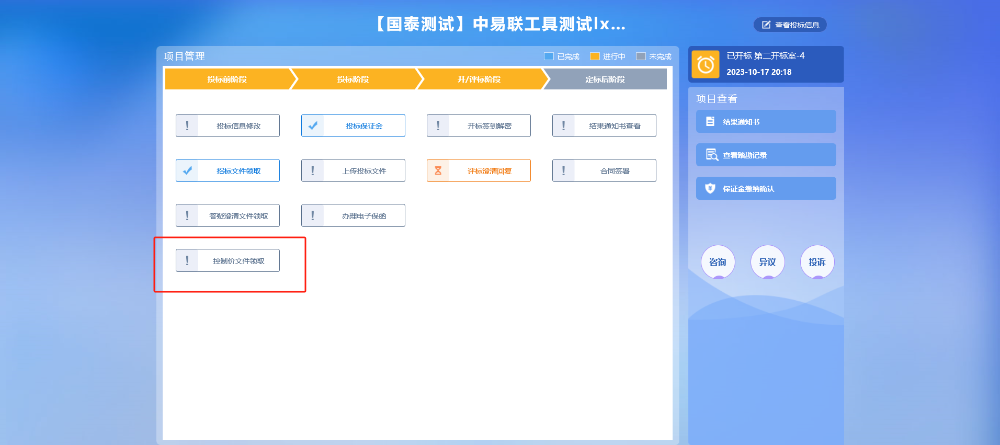 【国泰测试】中易联工具测试lx...
查看投标信息
项目管理
已完成 进行中 未完成
投标前阶段 投标阶段 开/评标阶段 定标后阶段
投标信息修改 投标保证金 开标签到解密 结果通知书查看
招标文件领取 上传投标文件 评标澄清回复 合同签署
答疑澄清文件领取 办理电子保函
控制价文件领取
已开标 第二开标室-4
2023-10-17 20:18
项目查看
结果通知书
查看踏勘记录
保证金缴纳确认
咨询 异议 投诉